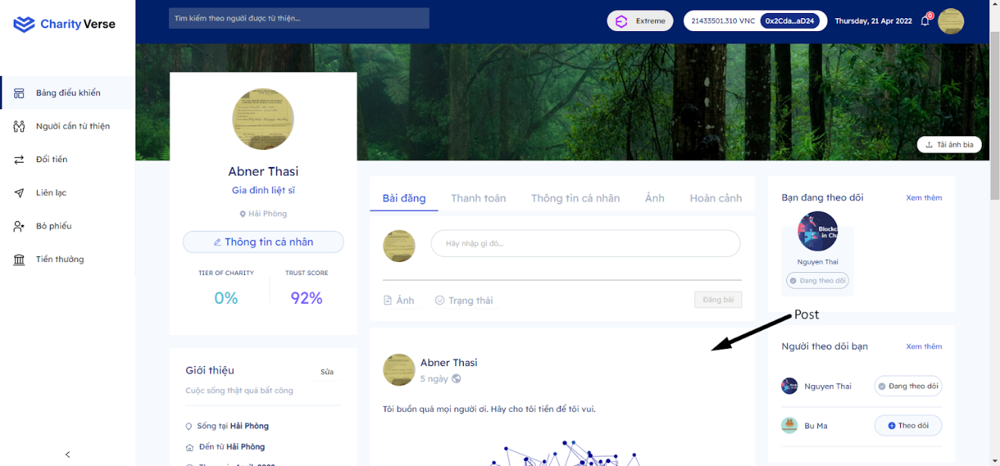 Charity Verse
Tìm kiếm theo người được từ thiện...
Extreme
21433501.310 VNC
0x2Cda...aD24
Thursday, 21 Apr 2022
0
Bảng điều khiển
Người cần từ thiện
Đổi tiền
Liên lạc
Bỏ phiếu
Tiền thưởng
Tải ảnh bìa
Abner Thasi
Gia đình liệt sĩ
Hải Phòng
Thông tin cá nhân
TIER OF CHARITY
TRUST SCORE
0%
92%
Giới thiệu
Sửa
Cuộc sống thật quá bất công
Sống tại Hải Phòng
Đến từ Hải Phòng
Bài đăng
Thanh toán
Thông tin cá nhân
Ảnh
Hoàn cảnh
Hãy nhập gì đó...
Ảnh
Trạng thái
Đăng bài
Post
Abner Thasi
5 ngày
Tôi buồn quá mọi người ơi. Hãy cho tôi tiền để tôi vui.
Bạn đang theo dõi
Xem thêm
Nguyen Thai
Đang theo dõi
Người theo dõi bạn
Xem thêm
Nguyen Thai
Đang theo dõi
Bu Ma
Theo dõi